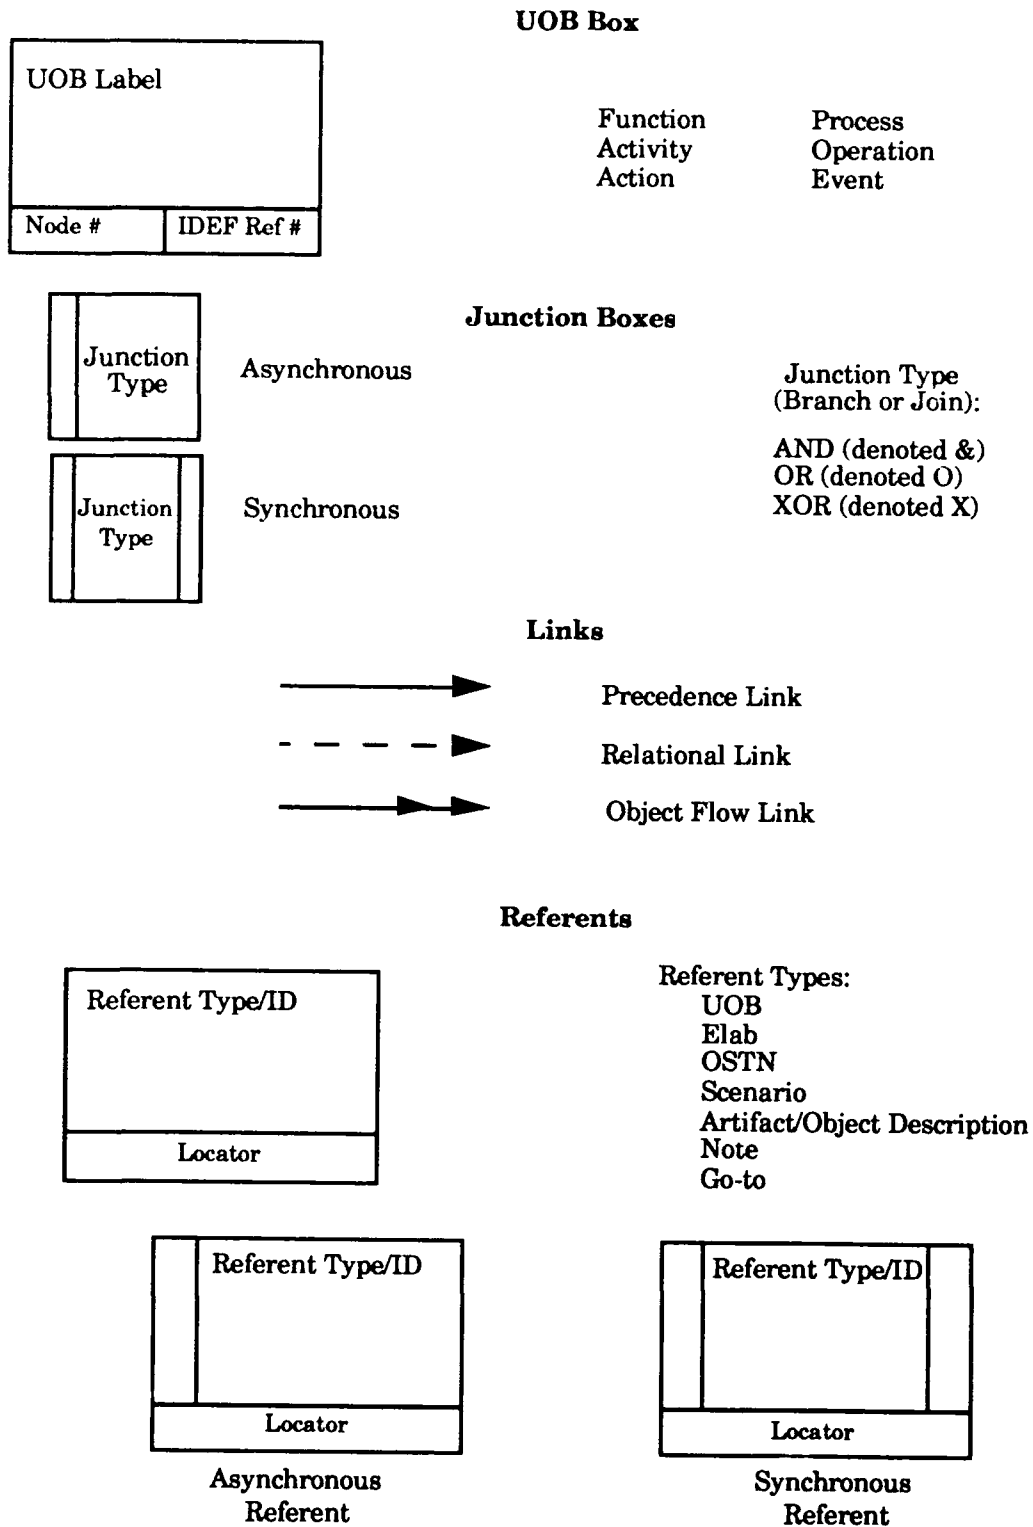 UOB Box
UOB Label
Function
Process
Activity
Operation
Action
Event
Node #
IDEF Ref #
Junction Boxes
Junction
Type
Asynchronous
Junction Type
(Branch or Join):
AND (denoted &)
OR (denoted O)
XOR (denoted X)
Junction
Type
Synchronous
Links
Precedence Link
Relational Link
Object Flow Link
Referents
Referent Type/ID
Locator
Referent Types:
UOB
Elab
OSTN
Scenario
Artifact/Object Description
Note
Go-to
Referent Type/ID
Locator
Asynchronous
Referent
Referent Type/ID
Locator
Synchronous
Referent